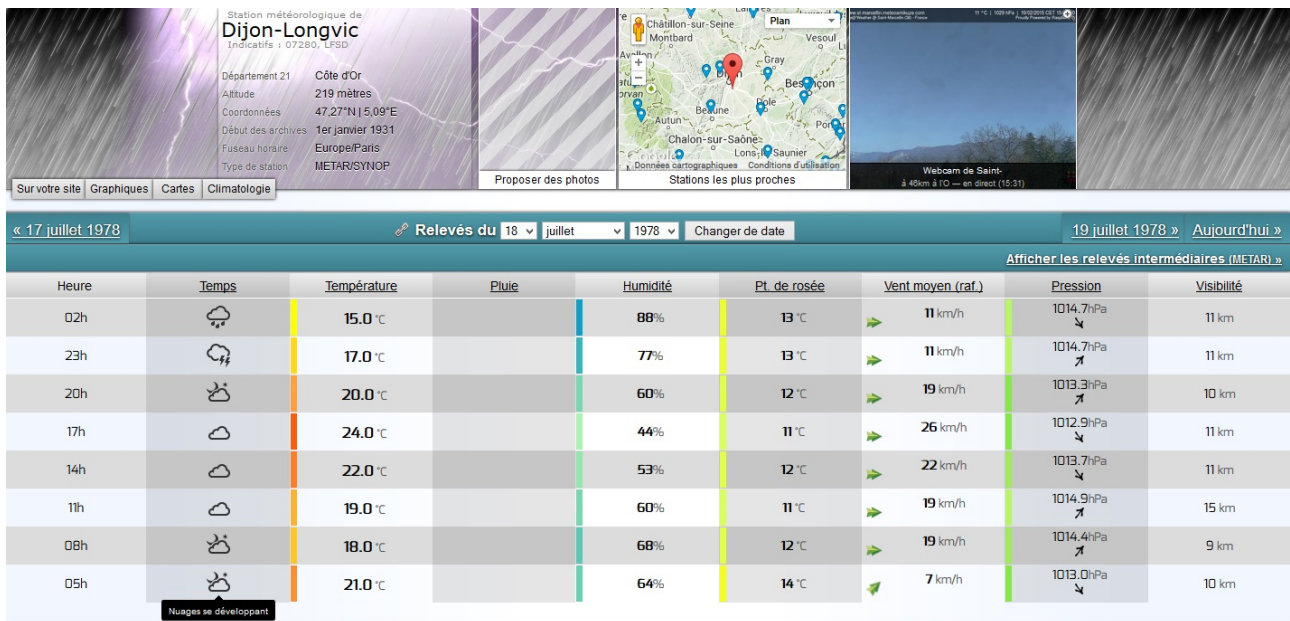 Station météorologique de
Dijon-Longvic
Indicatifs : 07280, LFSD
Département 21 Côte d'Or
Altitude 219 mètres
Coordonnées 47,27°N | 5,09°E
Début des archives 1er janvier 1931
Fuseau horaire Europe/Paris
Type de station METAR/SYNOP
Sur votre site Graphiques Cartes Climatologie
Proposer des photos
Plan
Châtillon-sur-Seine
Montbard
Vesoul
Avallon
Gray
Besançon
Beaune
Dole
Autun
Chalon-sur-Saône
Lons
Saunier
Données cartographiques Conditions d'utilisation
Stations les plus proches
Webcam de Saint-
à 46km à l'O — en direct (15:31)
« 17 juillet 1978 Relevés du 18 juillet 1978 Changer de date 19 juillet 1978 » Aujourd'hui »
Afficher les relevés intermédiaires (METAR) »
Heure Temps Température Pluie Humidité Pt. de rosée Vent moyen (raf.) Pression Visibilité
02h 15.0 °C 88% 13 °C 11 km/h 1014.7hPa 11 km
23h 17.0 °C 77% 13 °C 11 km/h 1014.7hPa 11 km
20h 20.0 °C 60% 12 °C 19 km/h 1013.3hPa 10 km
17h 24.0 °C 44% 11 °C 26 km/h 1012.9hPa 11 km
14h 22.0 °C 53% 12 °C 22 km/h 1013.7hPa 11 km
11h 19.0 °C 60% 11 °C 19 km/h 1014.9hPa 15 km
08h 18.0 °C 68% 12 °C 19 km/h 1014.4hPa 9 km
05h 21.0 °C 64% 14 °C 7 km/h 1013.0hPa 10 km
Nuages se développant